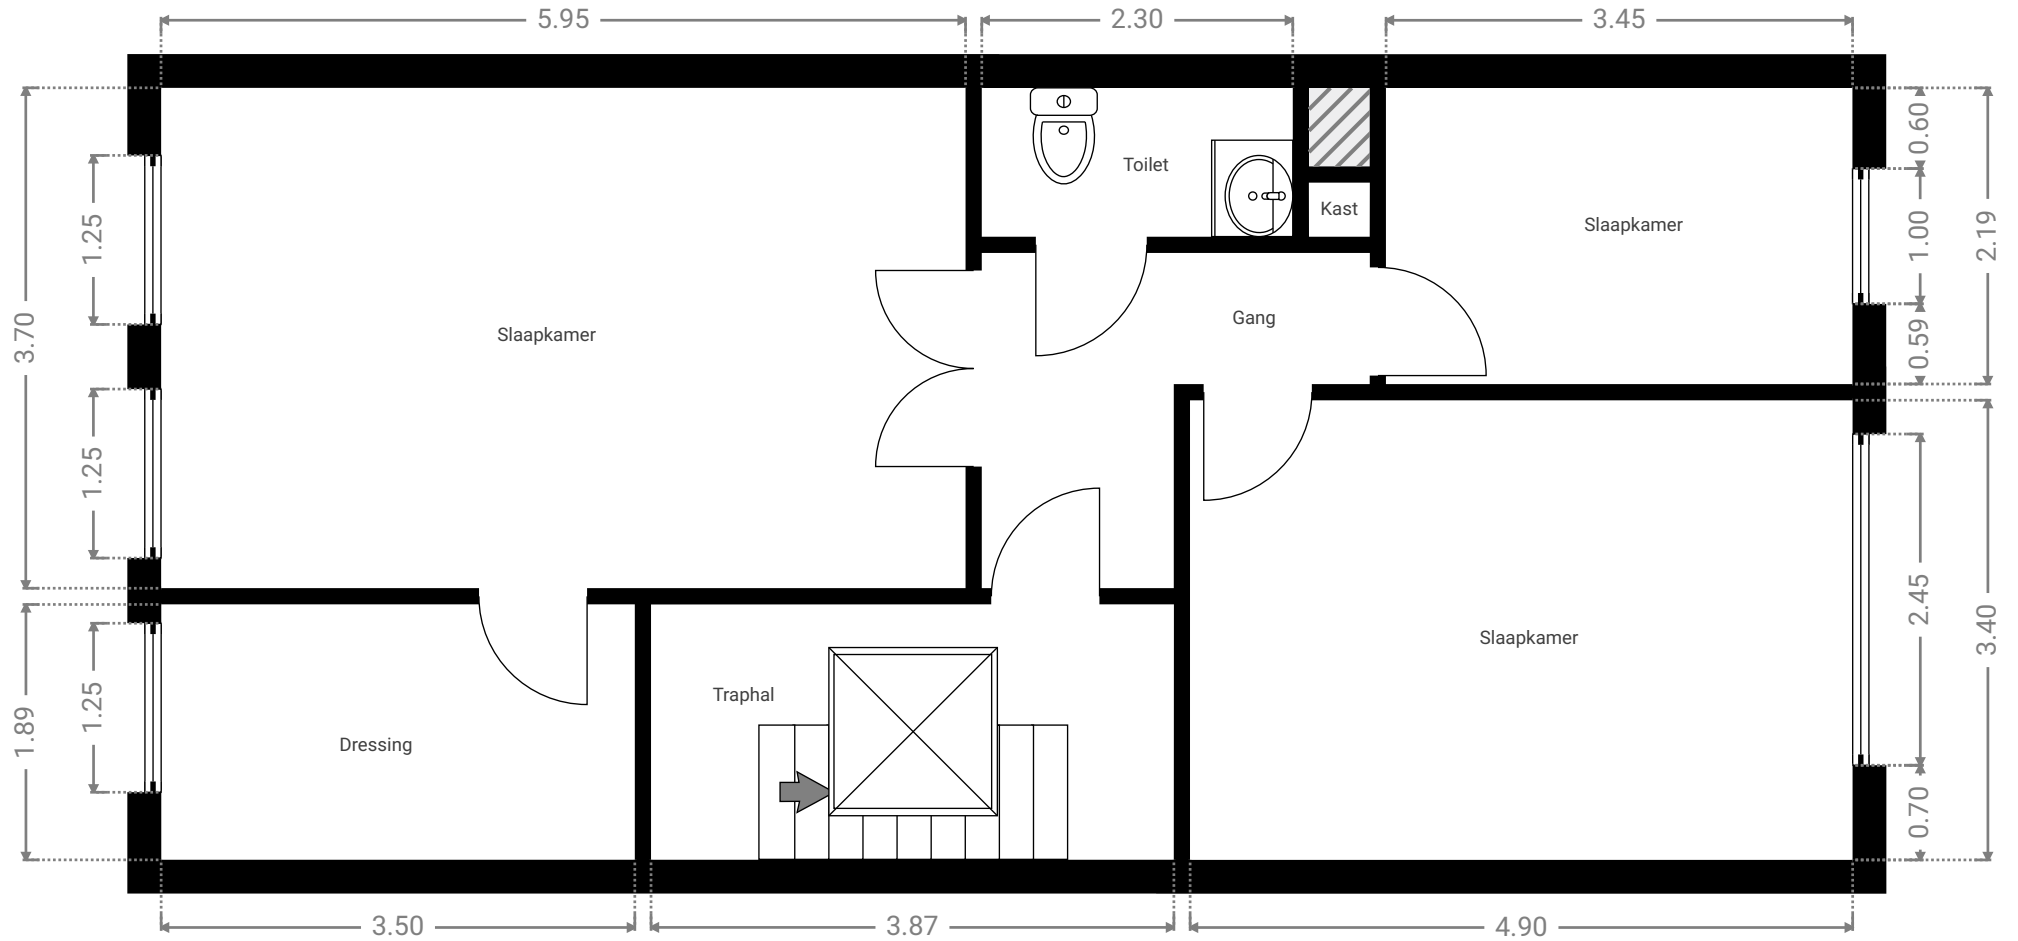 5.95
2.30
3.45
0.60
Toilet
Kast
Slaapkamer
1.25
1.00
2.19
3.70
Slaapkamer
Gang
0.59
1.25
2.45
3.40
Slaapkamer
1.25
1.89
Traphal
Dressing
0.70
3.50
3.87
4.90